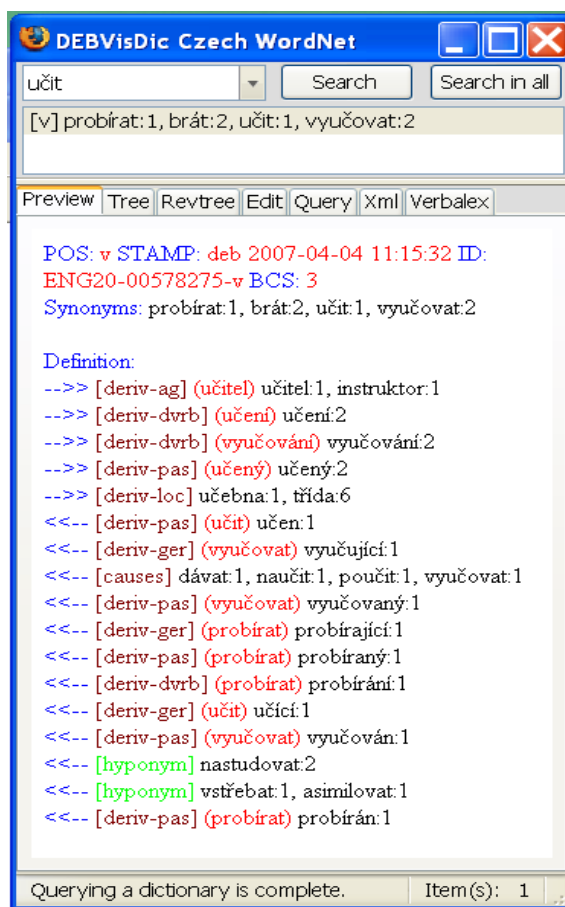 DEBVisDic Czech WordNet
učit Search Search in all
[v] probírat:1, brát:2, učit:1, vyučovat:2
Preview Tree Revtree Edit Query Xml Verbalex
POS: v STAMP: deb 2007-04-04 11:15:32 ID:
ENG20-00578275-v BCS: 3
Synonyms: probírat:1, brát:2, učit:1, vyučovat:2
Definition:
-->> [deriv-ag] (učitel) učitel:1, instruktor:1
-->> [deriv-dvrb] (učení) učení:2
-->> [deriv-dvrb] (vyučování) vyučování:2
-->> [deriv-pas] (učený) učený:2
-->> [deriv-loc] učebna:1, třída:6
<<-- [deriv-pas] (učit) učen:1
<<-- [deriv-ger] (vyučovat) vyučující:1
<<-- [causes] dávat:1, naučit:1, poučit:1, vyučovat:1
<<-- [deriv-pas] (vyučovat) vyučovaný:1
<<-- [deriv-ger] (probírat) probírající:1
<<-- [deriv-pas] (probírat) probíraný:1
<<-- [deriv-dvrb] (probírat) probírání:1
<<-- [deriv-ger] (učit) učící:1
<<-- [deriv-pas] (vyučovat) vyučován:1
<<-- [hyponym] nastudovat:2
<<-- [hyponym] vstřebat:1, asimilovat:1
<<-- [deriv-pas] (probírat) probírán:1
Querying a dictionary is complete. Item(s): 1